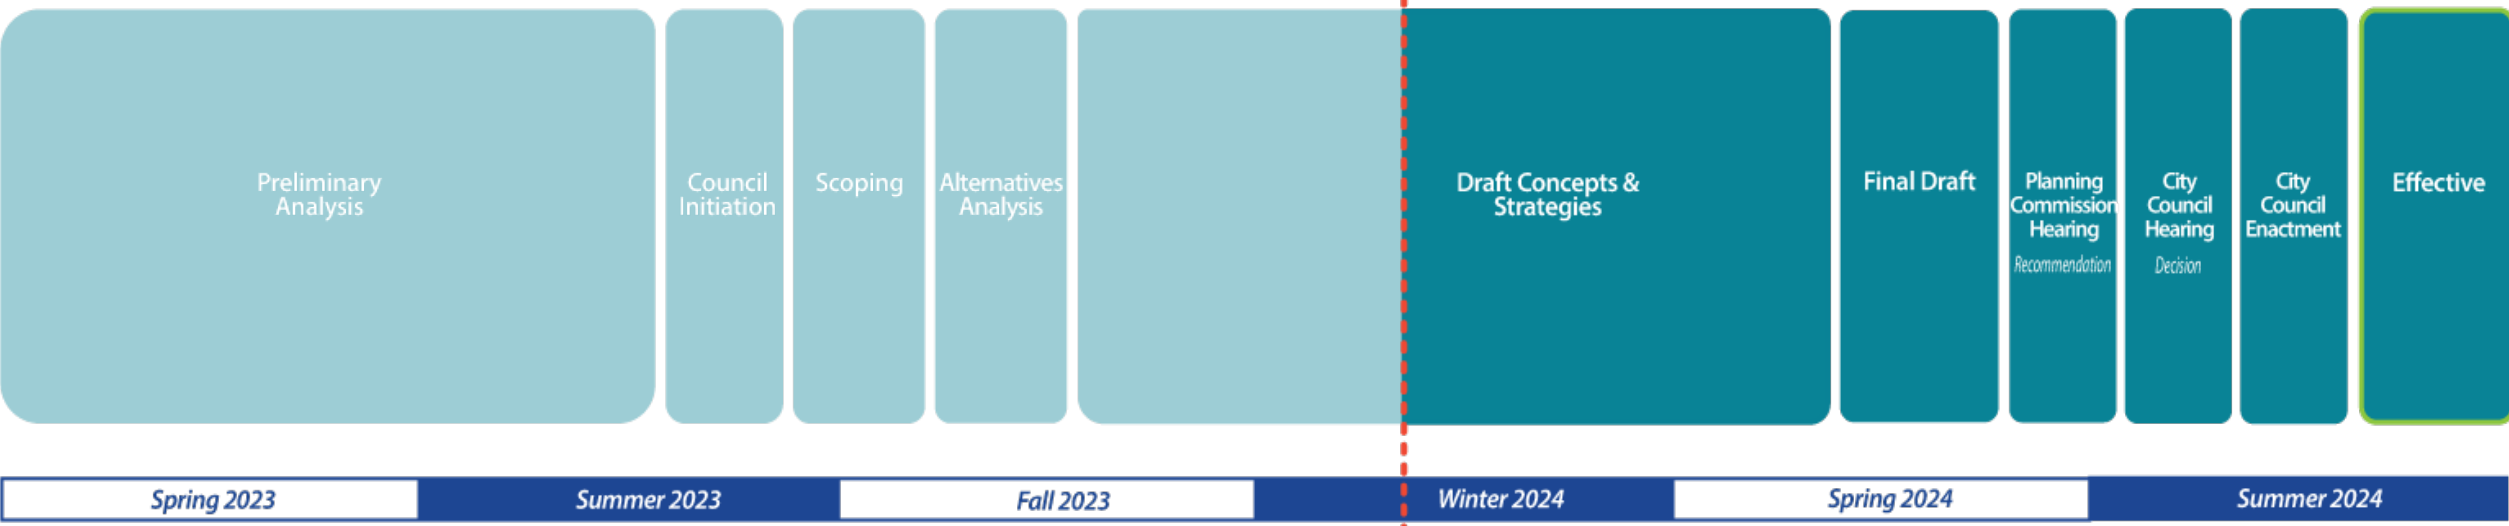 Preliminary
Analysis
Council
Initiation
Scoping
Alternatives
Analysis
Draft Concepts &
Strategies
Final Draft
Planning
Commission
Hearing
Recommendation
City
Council
Hearing
Decision
City
Council
Enactment
Effective
Spring 2023
Summer 2023
Fall 2023
Winter 2024
Spring 2024
Summer 2024